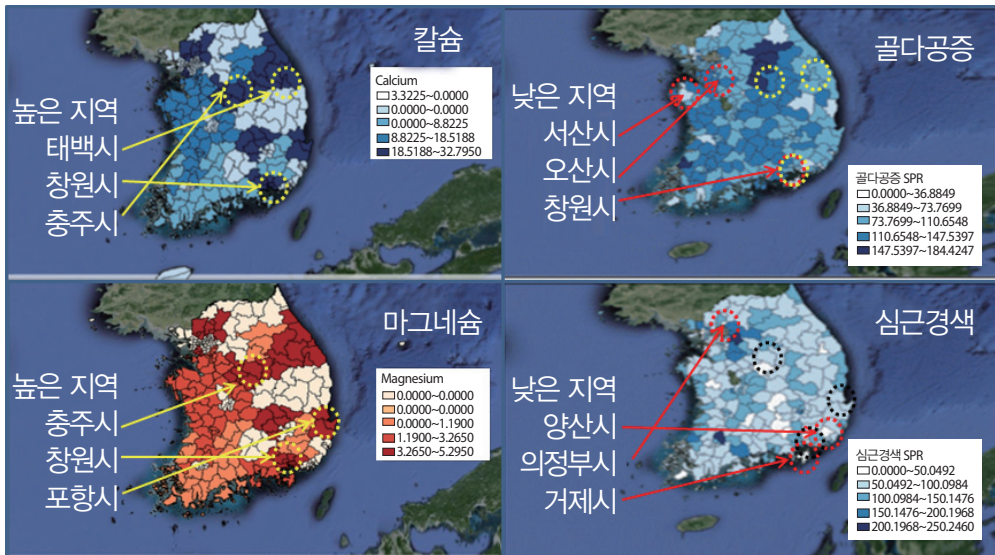 칼슘
Calcium
3.3225~0.0000
0.0000~0.0000
0.0000~8.8225
8.8225~18.5188
18.5188~32.7950
높은 지역
태백시
창원시
충주시
골다공증
낮은 지역
서산시
오산시
창원시
골다공증 SPR
0.0000~36.8849
36.8849~73.7699
73.7699~110.6548
110.6548~147.5397
147.5397~184.4247
마그네슘
Magnesium
0.0000~0.0000
0.0000~0.0000
0.0000~1.1900
1.1900~3.2650
3.2650~5.2950
높은 지역
충주시
창원시
포항시
심근경색
낮은 지역
양산시
의정부시
거제시
심근경색 SPR
0.0000~50.0492
50.0492~100.0984
100.0984~150.1476
150.1476~200.1968
200.1968~250.2460